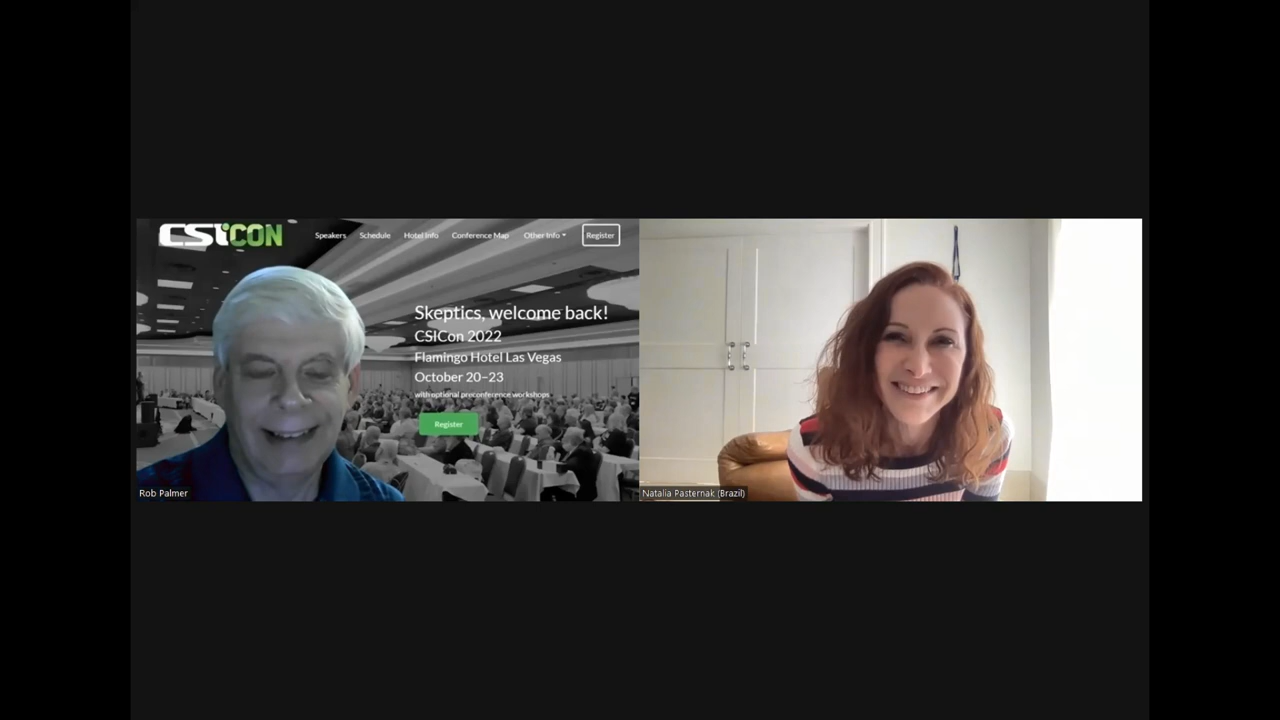 CSICON
Speakers Schedule Hotel Info Conference Map Other Info Register
Skeptics, welcome back!
CSICon 2022
Flamingo Hotel Las Vegas
October 20–23
with optional preconference workshops
Register
Rob Palmer
Natalia Pasternak (Brazil)